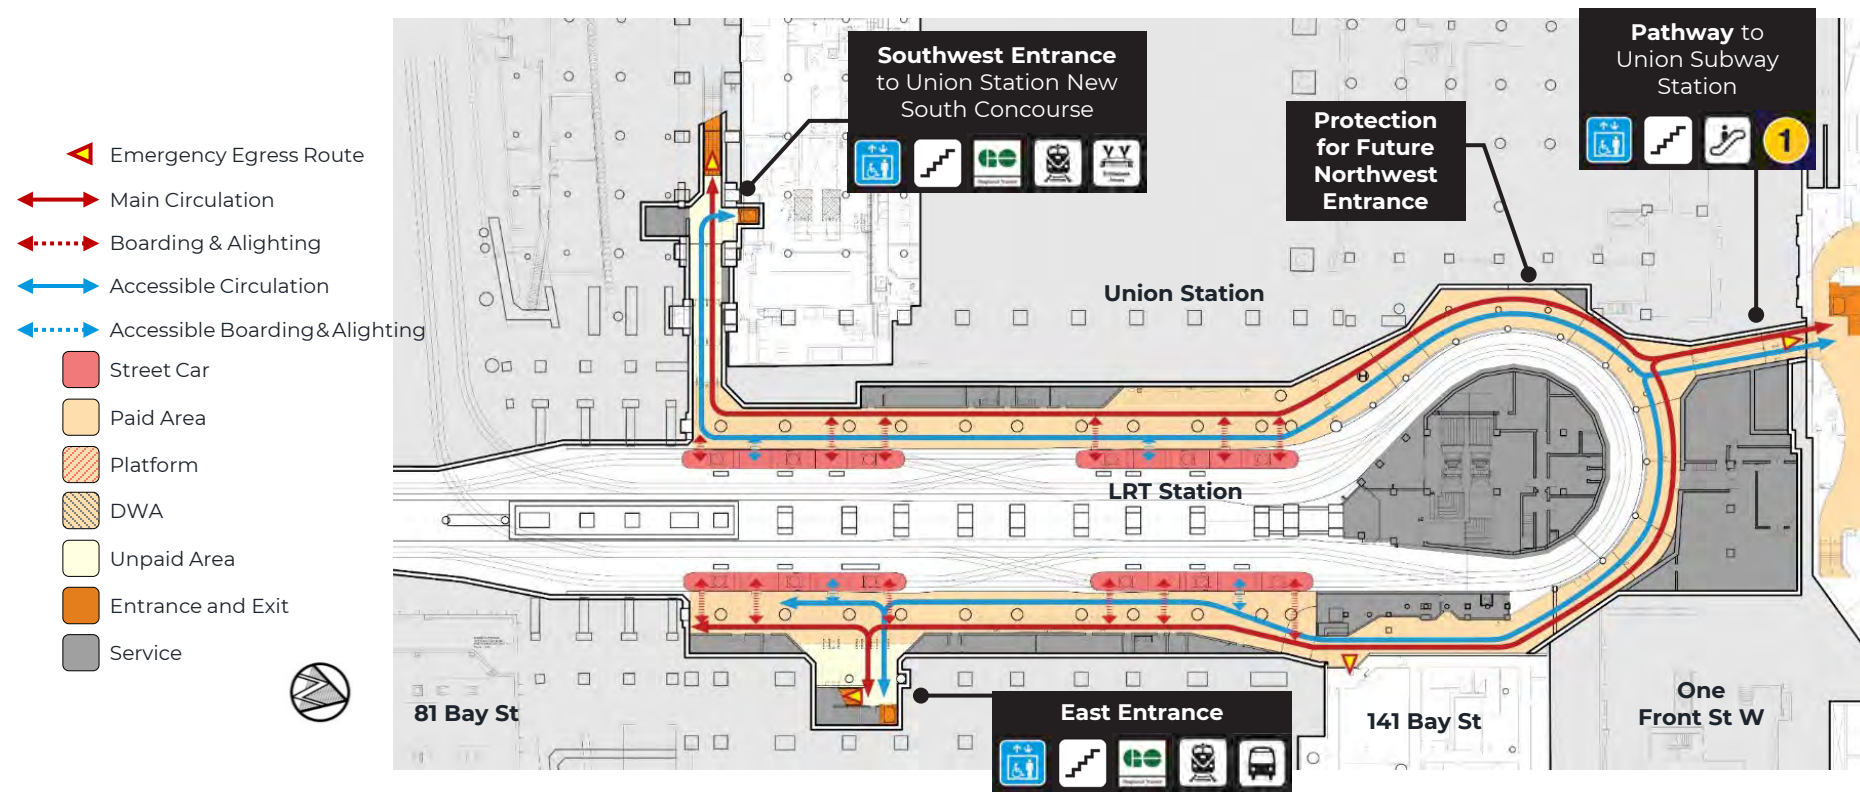 Emergency Egress Route
Main Circulation
Boarding & Alighting
Accessible Circulation
Accessible Boarding & Alighting
Street Car
Paid Area
Platform
DWA
Unpaid Area
Entrance and Exit
Service
Southwest Entrance
to Union Station New
South Concourse
GO
Protection
for Future
Northwest
Entrance
Pathway to
Union Subway
Station
1
Union Station
LRT Station
81 Bay St
East Entrance
GO
141 Bay St
One
Front St W